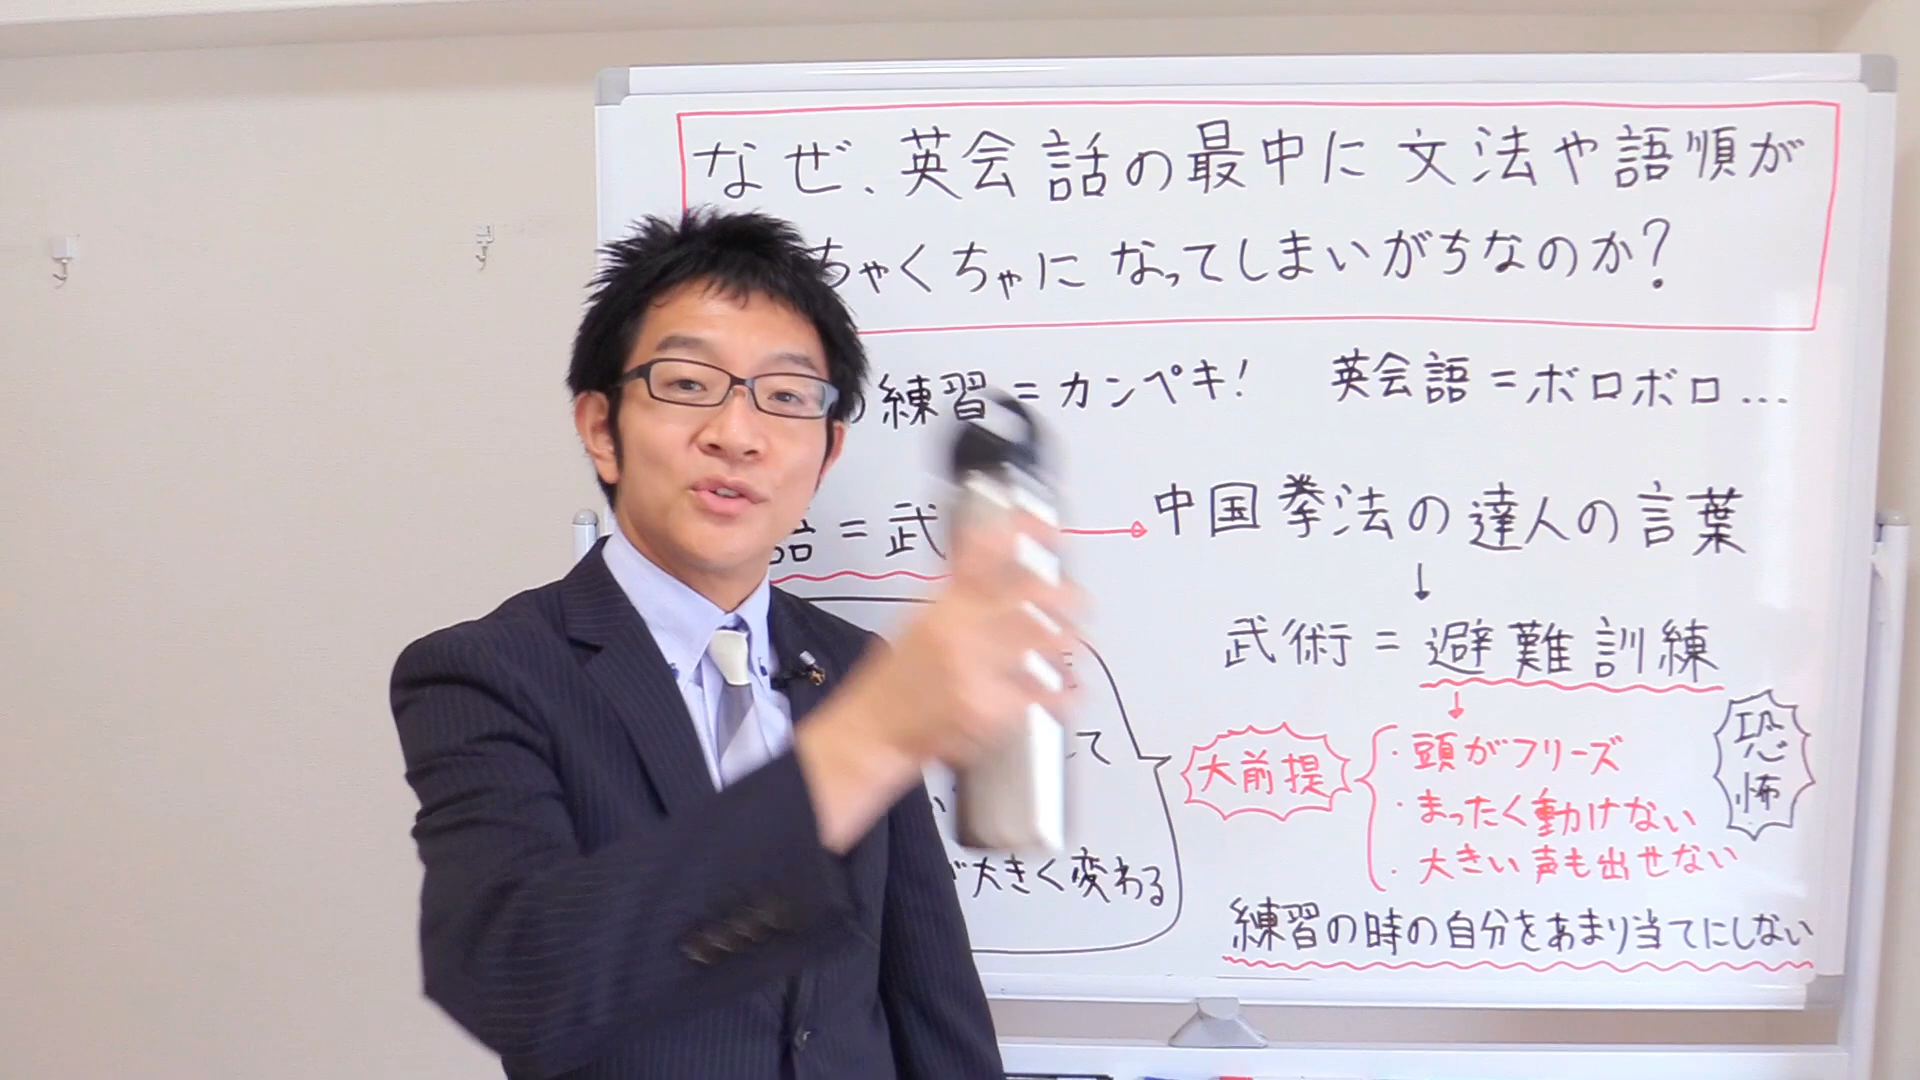 なぜ、英会話の最中に文法や語順が
ちゃくちゃになってしまいがちなのか?
の練習=カンペキ! 英会話=ボロボロ…
語=武
中国拳法の達人の言葉
↓
武術=避難訓練
大前提
・頭がフリーズ
・まったく動けない
・大きい声も出せない
恐怖
て
が大きく変わる
練習の時の自分をあまり当てにしない